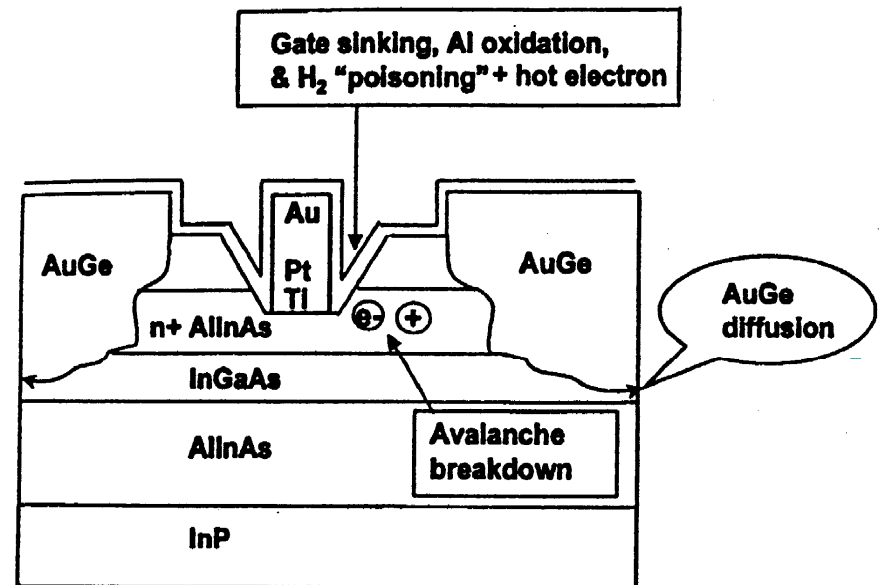 Gate sinking, Al oxidation,
& H₂ "poisoning" + hot electron
Au
Pt
Ti
AuGe
AuGe
AuGe
diffusion
n+ AlInAs
e-
+
InGaAs
Avalanche
breakdown
AlInAs
InP